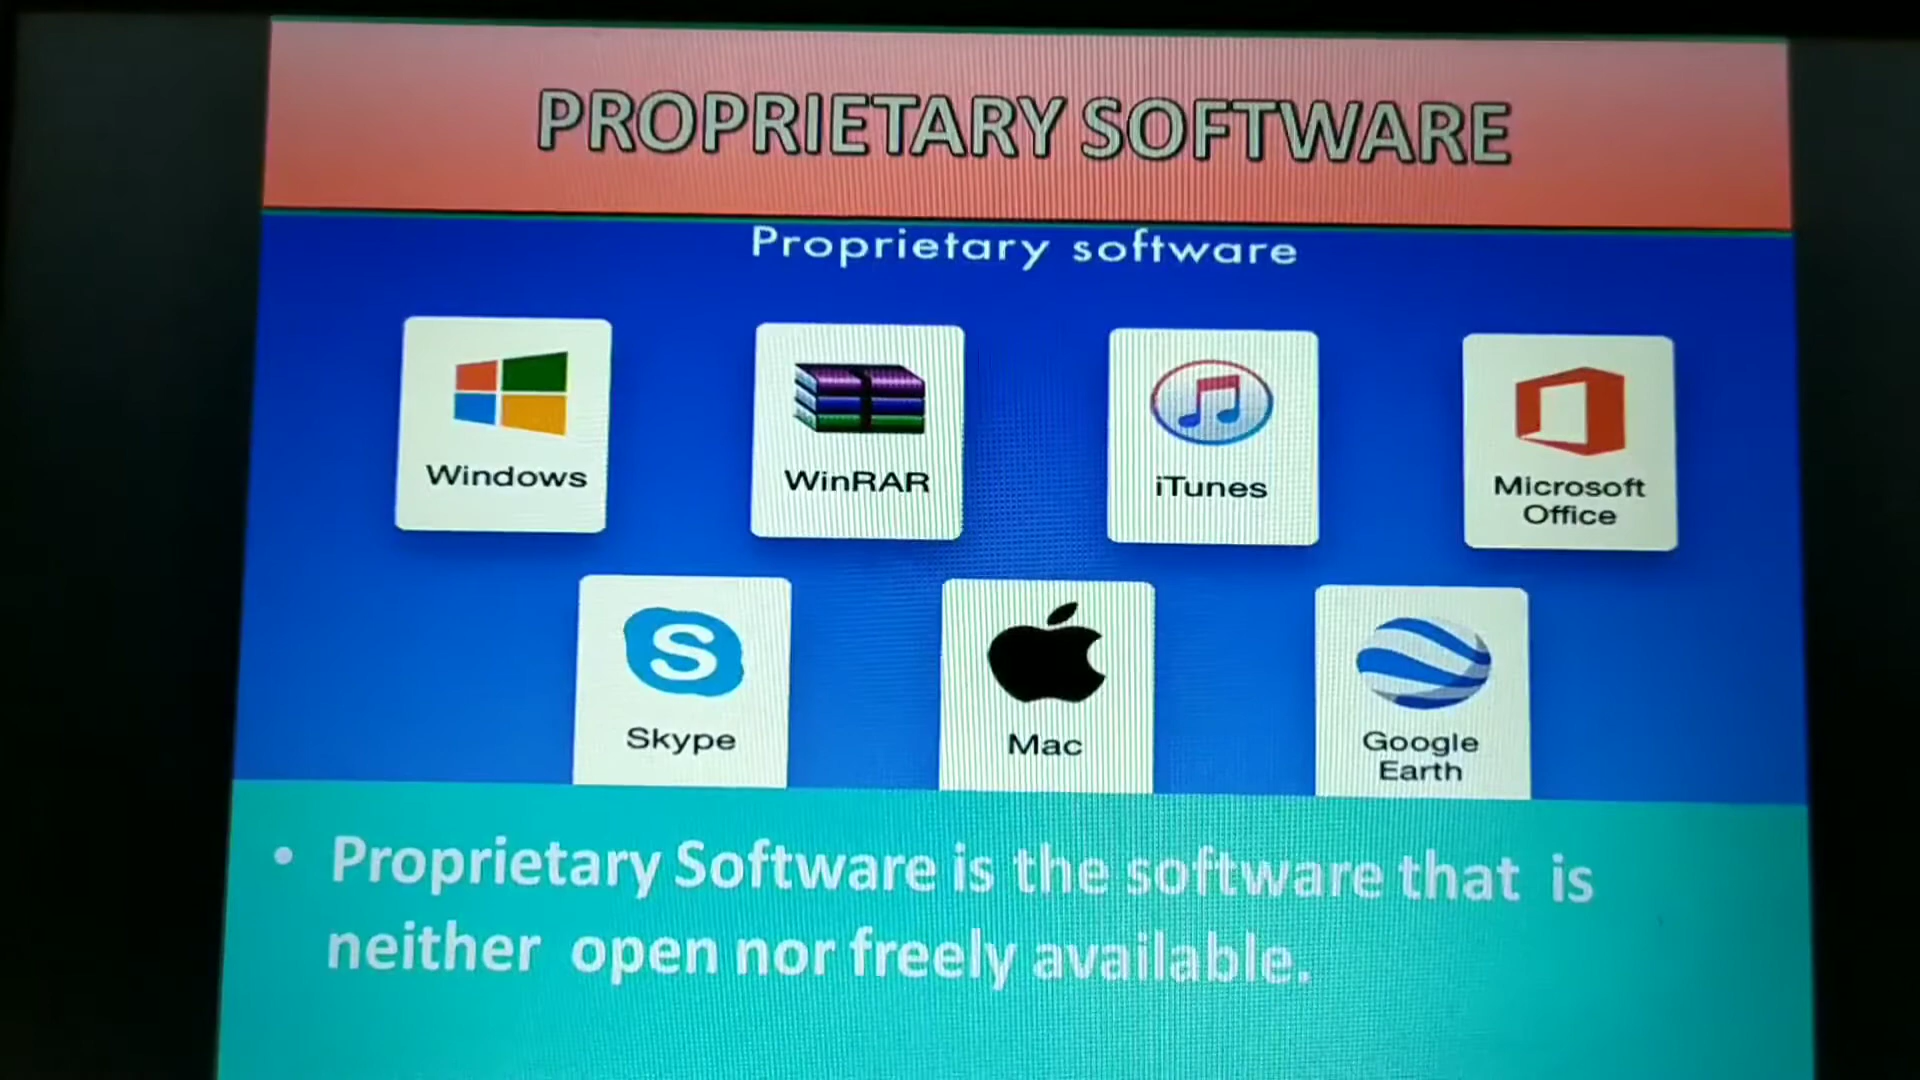 PROPRIETARY SOFTWARE
Proprietary software
Windows
WinRAR
iTunes
Microsoft
Office
S
Skype
Mac
Google
Earth
• Proprietary Software is the software that is
neither open nor freely available.